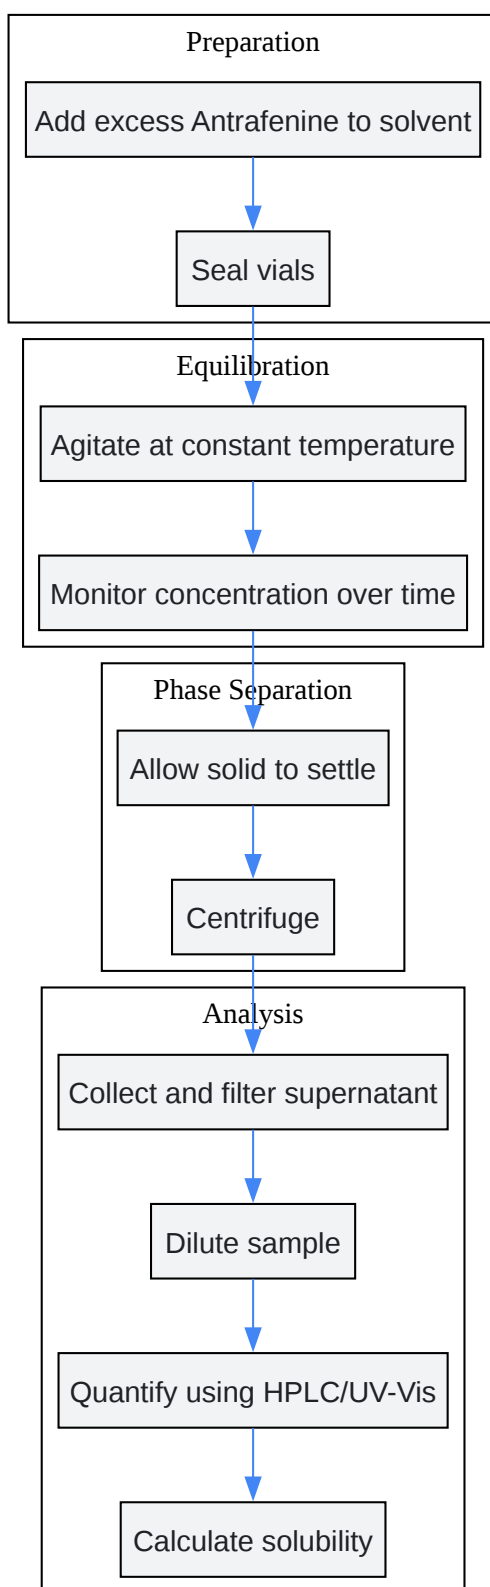 Preparation
Add excess Antrafenine to solvent
Seal vials
Equilibration
Agitate at constant temperature
Monitor concentration over time
Phase Separation
Allow solid to settle
Centrifuge
Analysis
Collect and filter supernatant
Dilute sample
Quantify using HPLC/UV-Vis
Calculate solubility